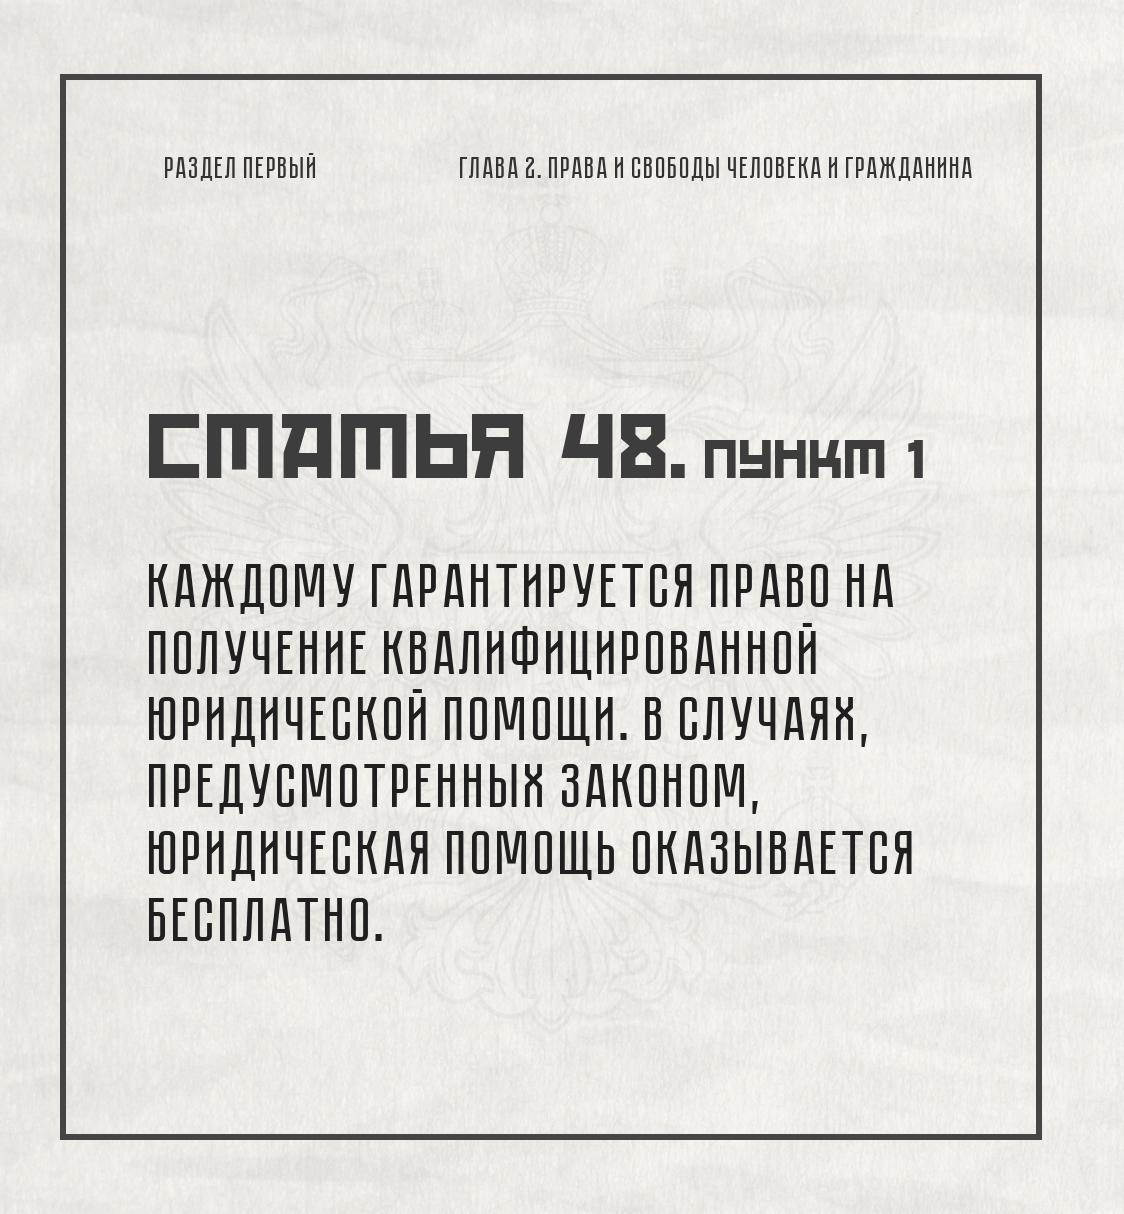 РАЗДЕЛ ПЕРВЫЙ
ГЛАВА 2. ПРАВА И СВОБОДЫ ЧЕЛОВЕКА И ГРАЖДАНИНА
СТАТЬЯ 48. ПУНКТ 1
КАЖДОМУ ГАРАНТИРУЕТСЯ ПРАВО НА
ПОЛУЧЕНИЕ КВАЛИФИЦИРОВАННОЙ
ЮРИДИЧЕСКОЙ ПОМОЩИ. В СЛУЧАЯХ,
ПРЕДУСМОТРЕННЫХ ЗАКОНОМ,
ЮРИДИЧЕСКАЯ ПОМОЩЬ ОКАЗЫВАЕТСЯ
БЕСПЛАТНО.